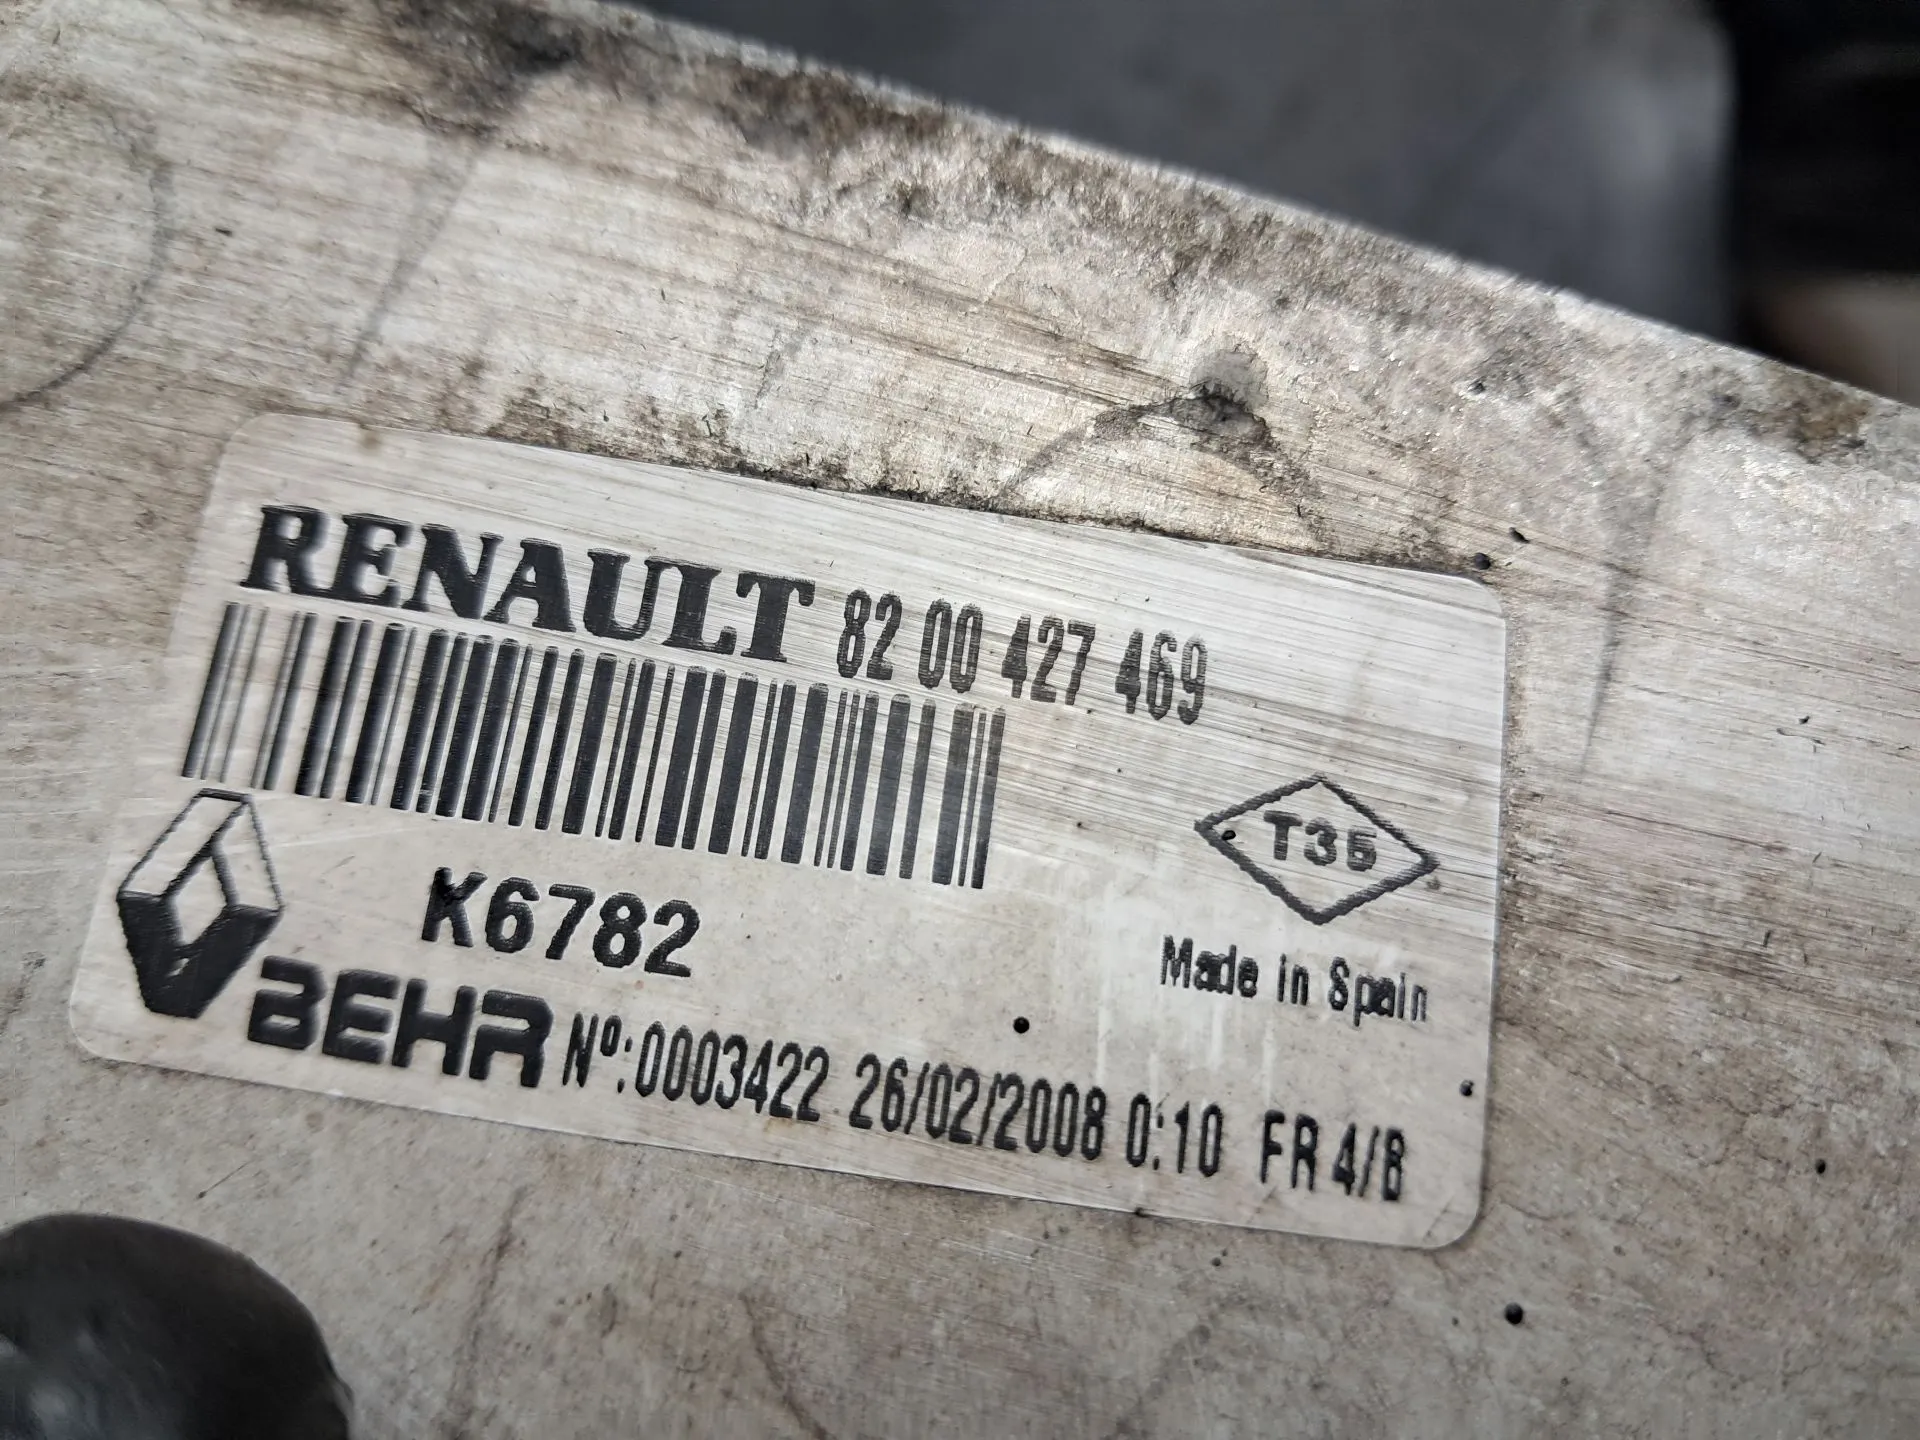 RENAULT 82 00 427 469
T35
K6782
Made in Spain
BEHR Nº:0003422 26/02/2008 0:10 FR 4/B